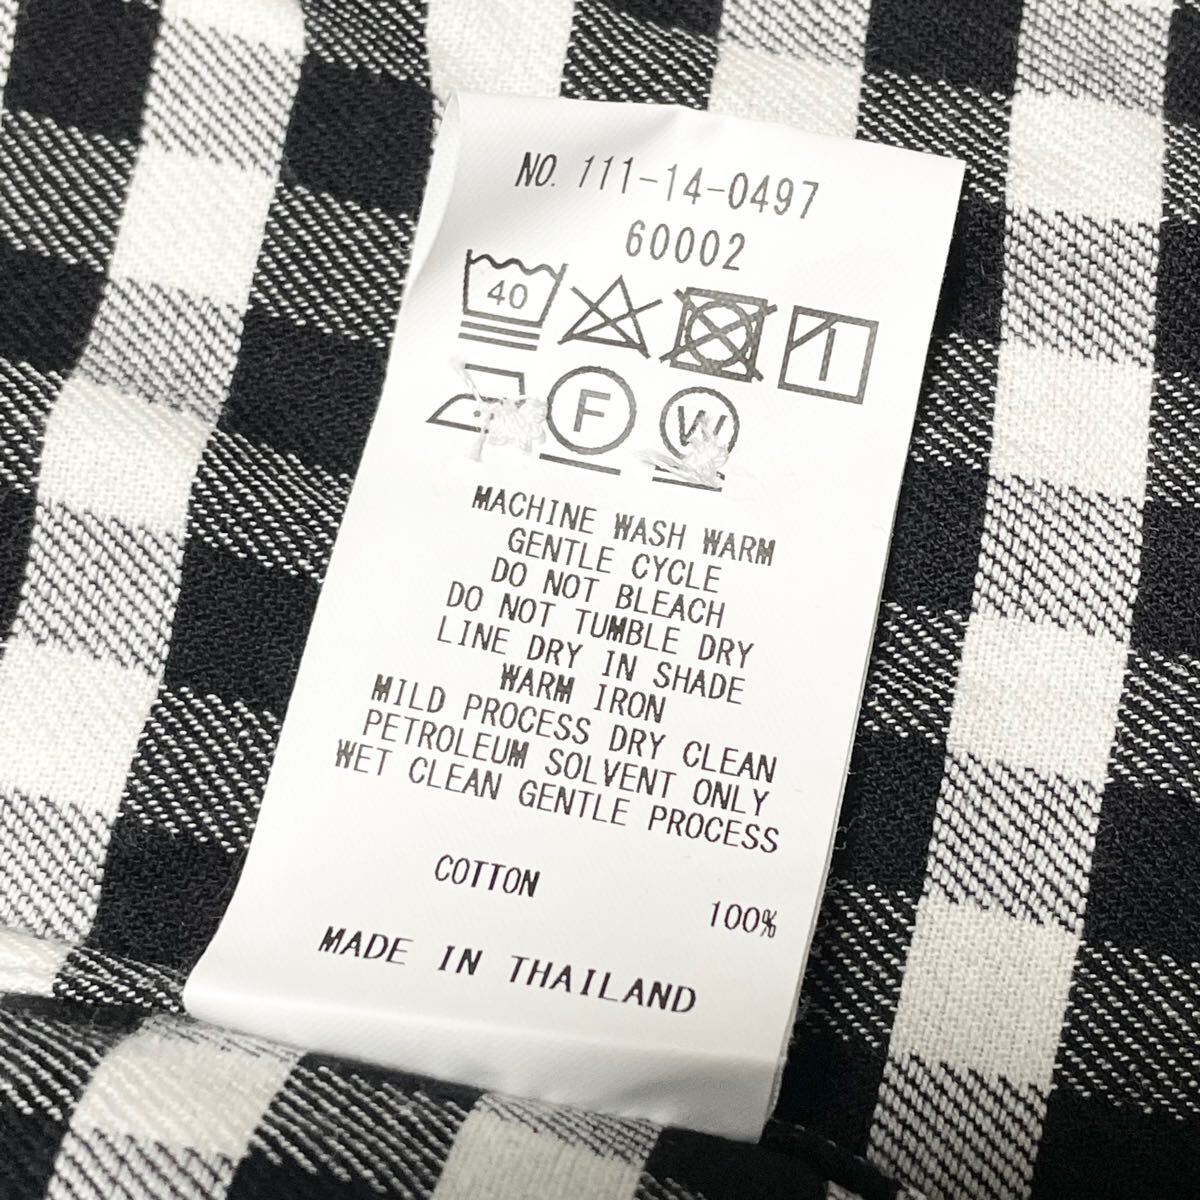 NO. 111-14-0497
60002
40
F W
MACHINE WASH WARM
GENTLE CYCLE
DO NOT BLEACH
DO NOT TUMBLE DRY
LINE DRY IN SHADE
WARM IRON
MILD PROCESS DRY CLEAN
PETROLEUM SOLVENT ONLY
WET CLEAN GENTLE PROCESS
COTTON 100%
MADE IN THAILAND